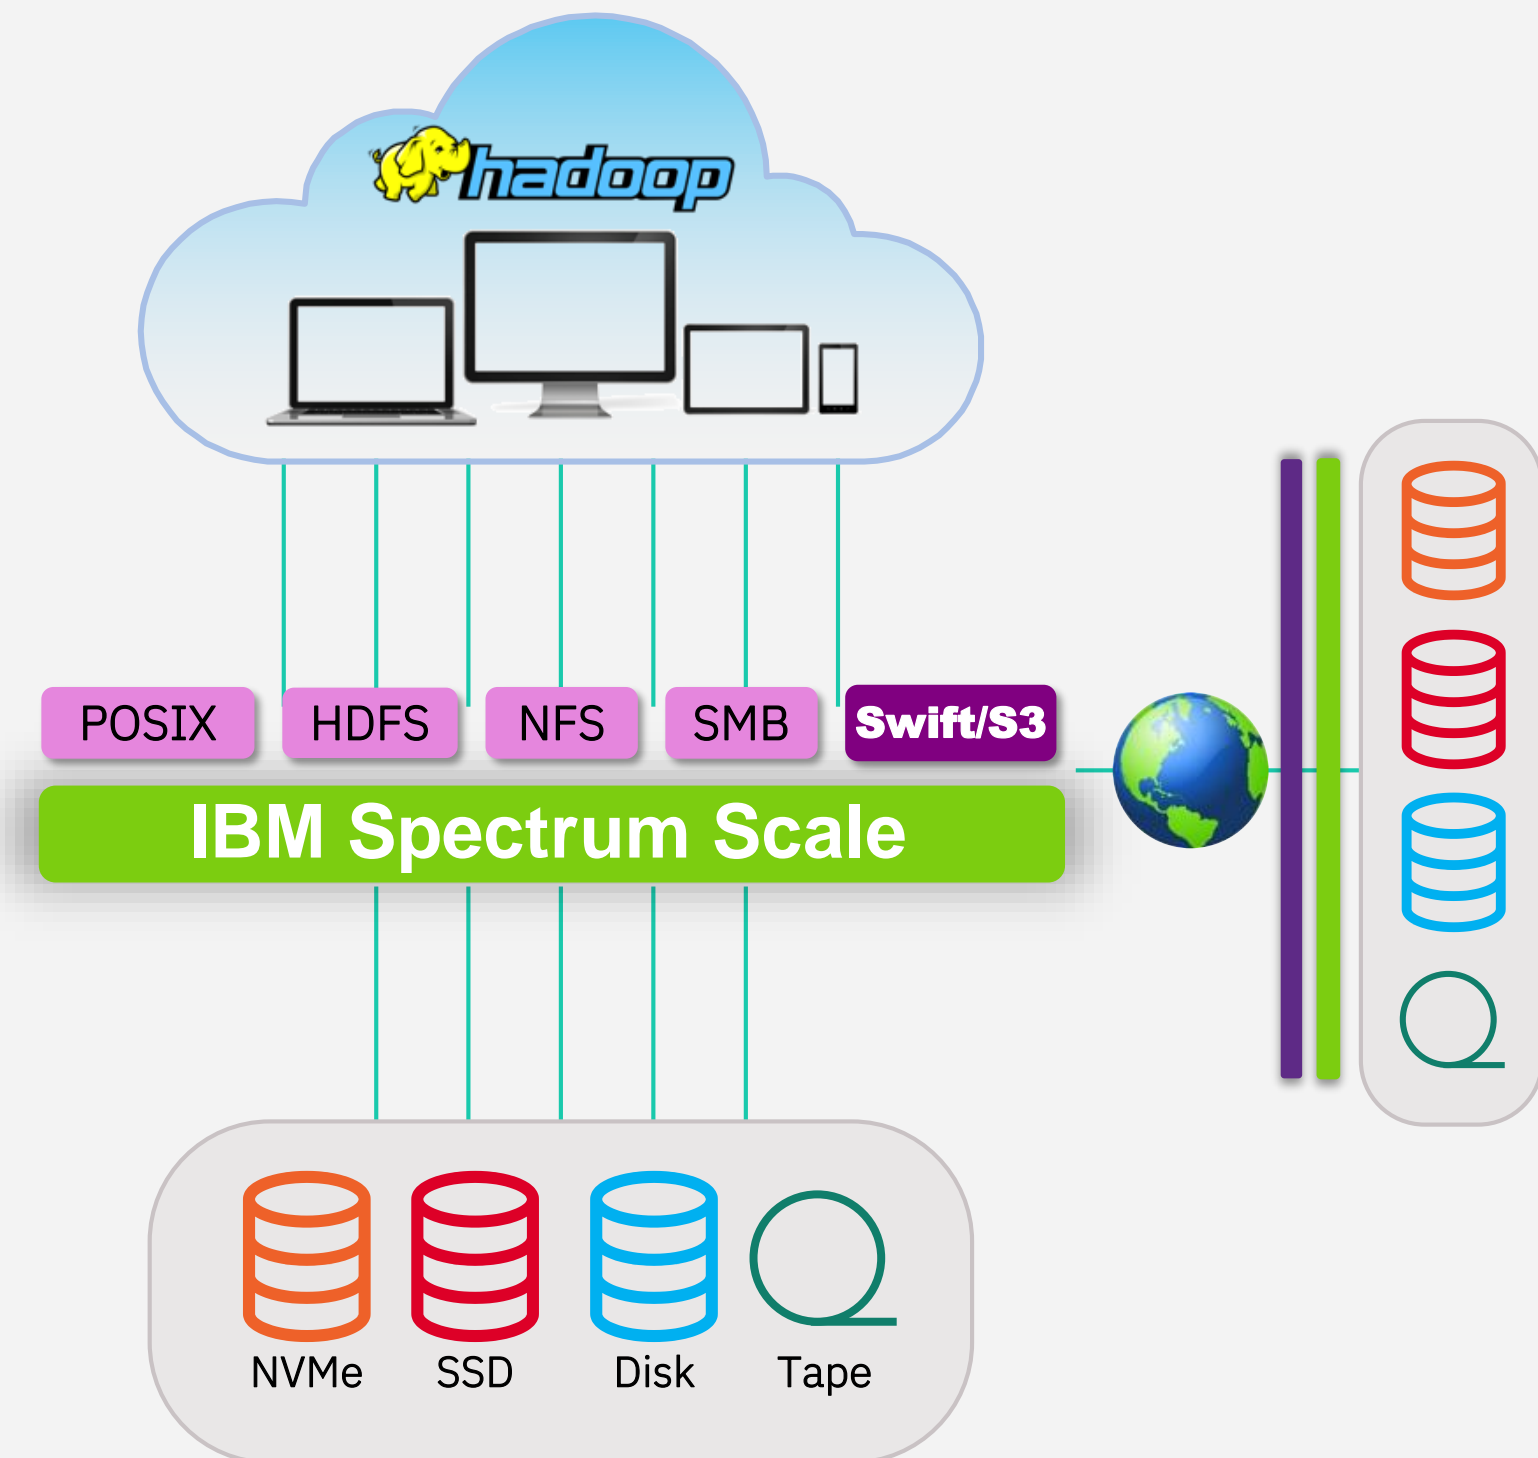 hadoop
POSIX HDFS NFS SMB Swift/S3
IBM Spectrum Scale
NVMe SSD Disk Tape